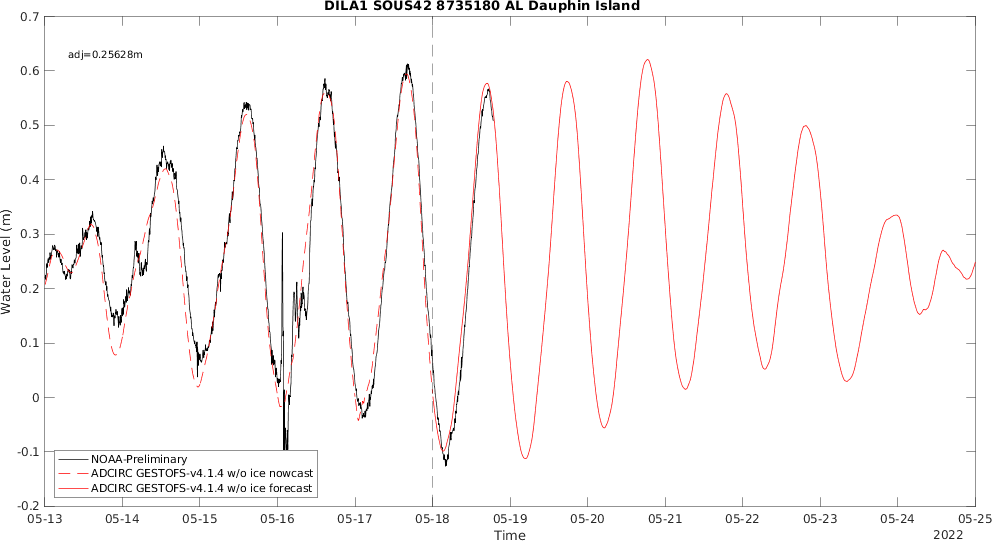 DILA1 SOUS42 8735180 AL Dauphin Island
adj=0.25628m
0.7
0.6
0.5
0.4
0.3
0.2
0.1
0
-0.1
-0.2
Water Level (m)
NOAA-Preliminary
ADCIRC GESTOFS-v4.1.4 w/o ice nowcast
ADCIRC GESTOFS-v4.1.4 w/o ice forecast
05-13 05-14 05-15 05-16 05-17 05-18 05-19 05-20 05-21 05-22 05-23 05-24 05-25
Time
2022